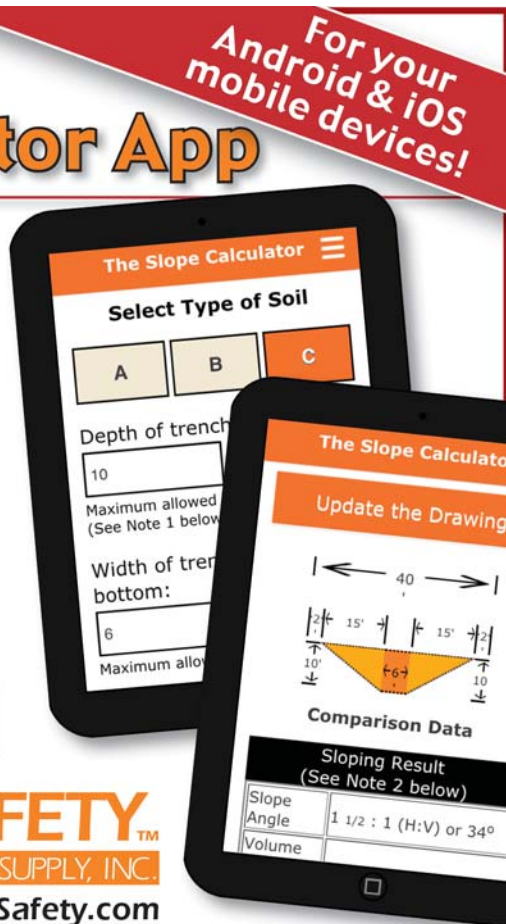 For your
Android & iOS
mobile devices!
tor App
The Slope Calculator
Select Type of Soil
A B C
Depth of trench
10
Maximum allowed
(See Note 1 below
Width of tren
bottom:
6
Maximum allo
The Slope Calculato
Update the Drawing
40
2' 15' 15' 2'
10' 6' 10'
Comparison Data
Sloping Result
(See Note 2 below)
Slope
Angle
1 1/2 : 1 (H:V) or 34º
Volume
FETY™
SUPPLY, INC.
Safety.com